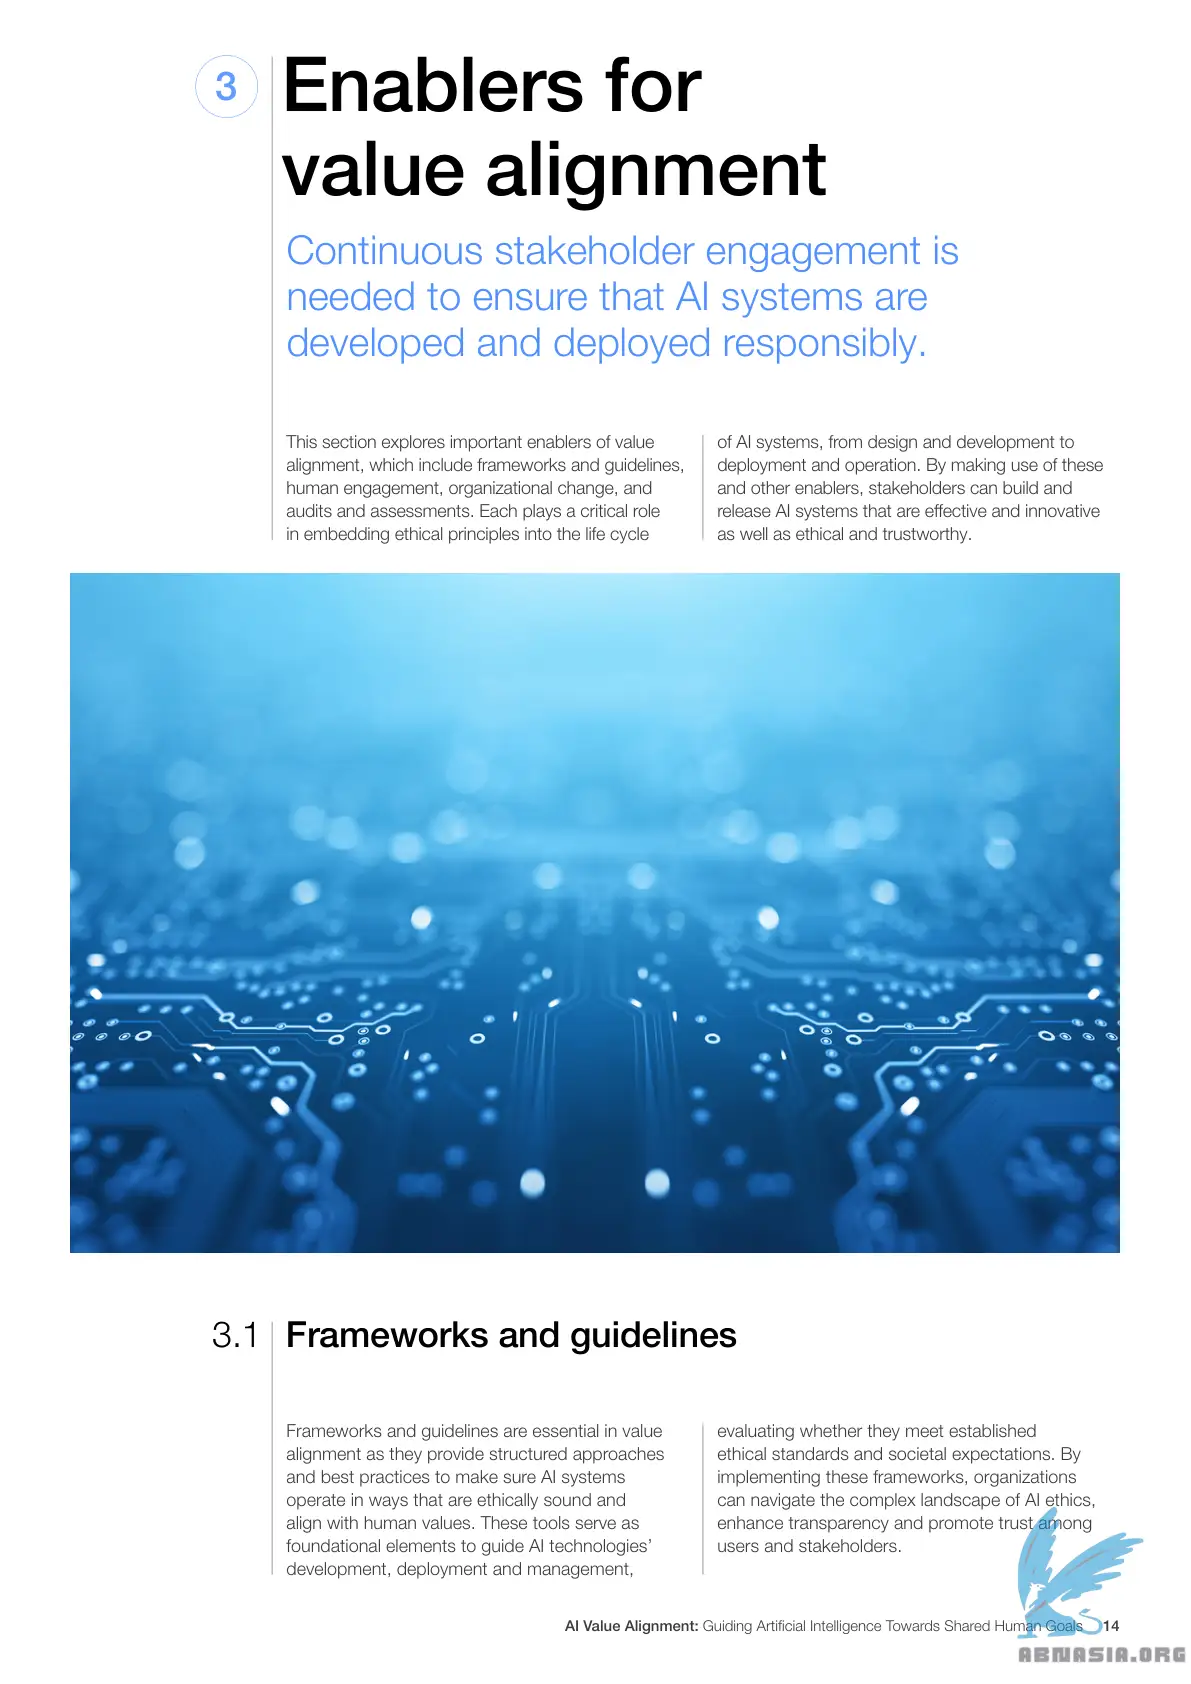 3
Enablers for
value alignment
Continuous stakeholder engagement is
needed to ensure that AI systems are
developed and deployed responsibly.
This section explores important enablers of value
alignment, which include frameworks and guidelines,
human engagement, organizational change, and
audits and assessments. Each plays a critical role
in embedding ethical principles into the life cycle
of AI systems, from design and development to
deployment and operation. By making use of these
and other enablers, stakeholders can build and
release AI systems that are effective and innovative
as well as ethical and trustworthy.
3.1 Frameworks and guidelines
Frameworks and guidelines are essential in value
alignment as they provide structured approaches
and best practices to make sure AI systems
operate in ways that are ethically sound and
align with human values. These tools serve as
foundational elements to guide AI technologies’
development, deployment and management,
evaluating whether they meet established
ethical standards and societal expectations. By
implementing these frameworks, organizations
can navigate the complex landscape of AI ethics,
enhance transparency and promote trust among
users and stakeholders.
AI Value Alignment: Guiding Artificial Intelligence Towards Shared Human Goals 14
ABNASIA.ORG